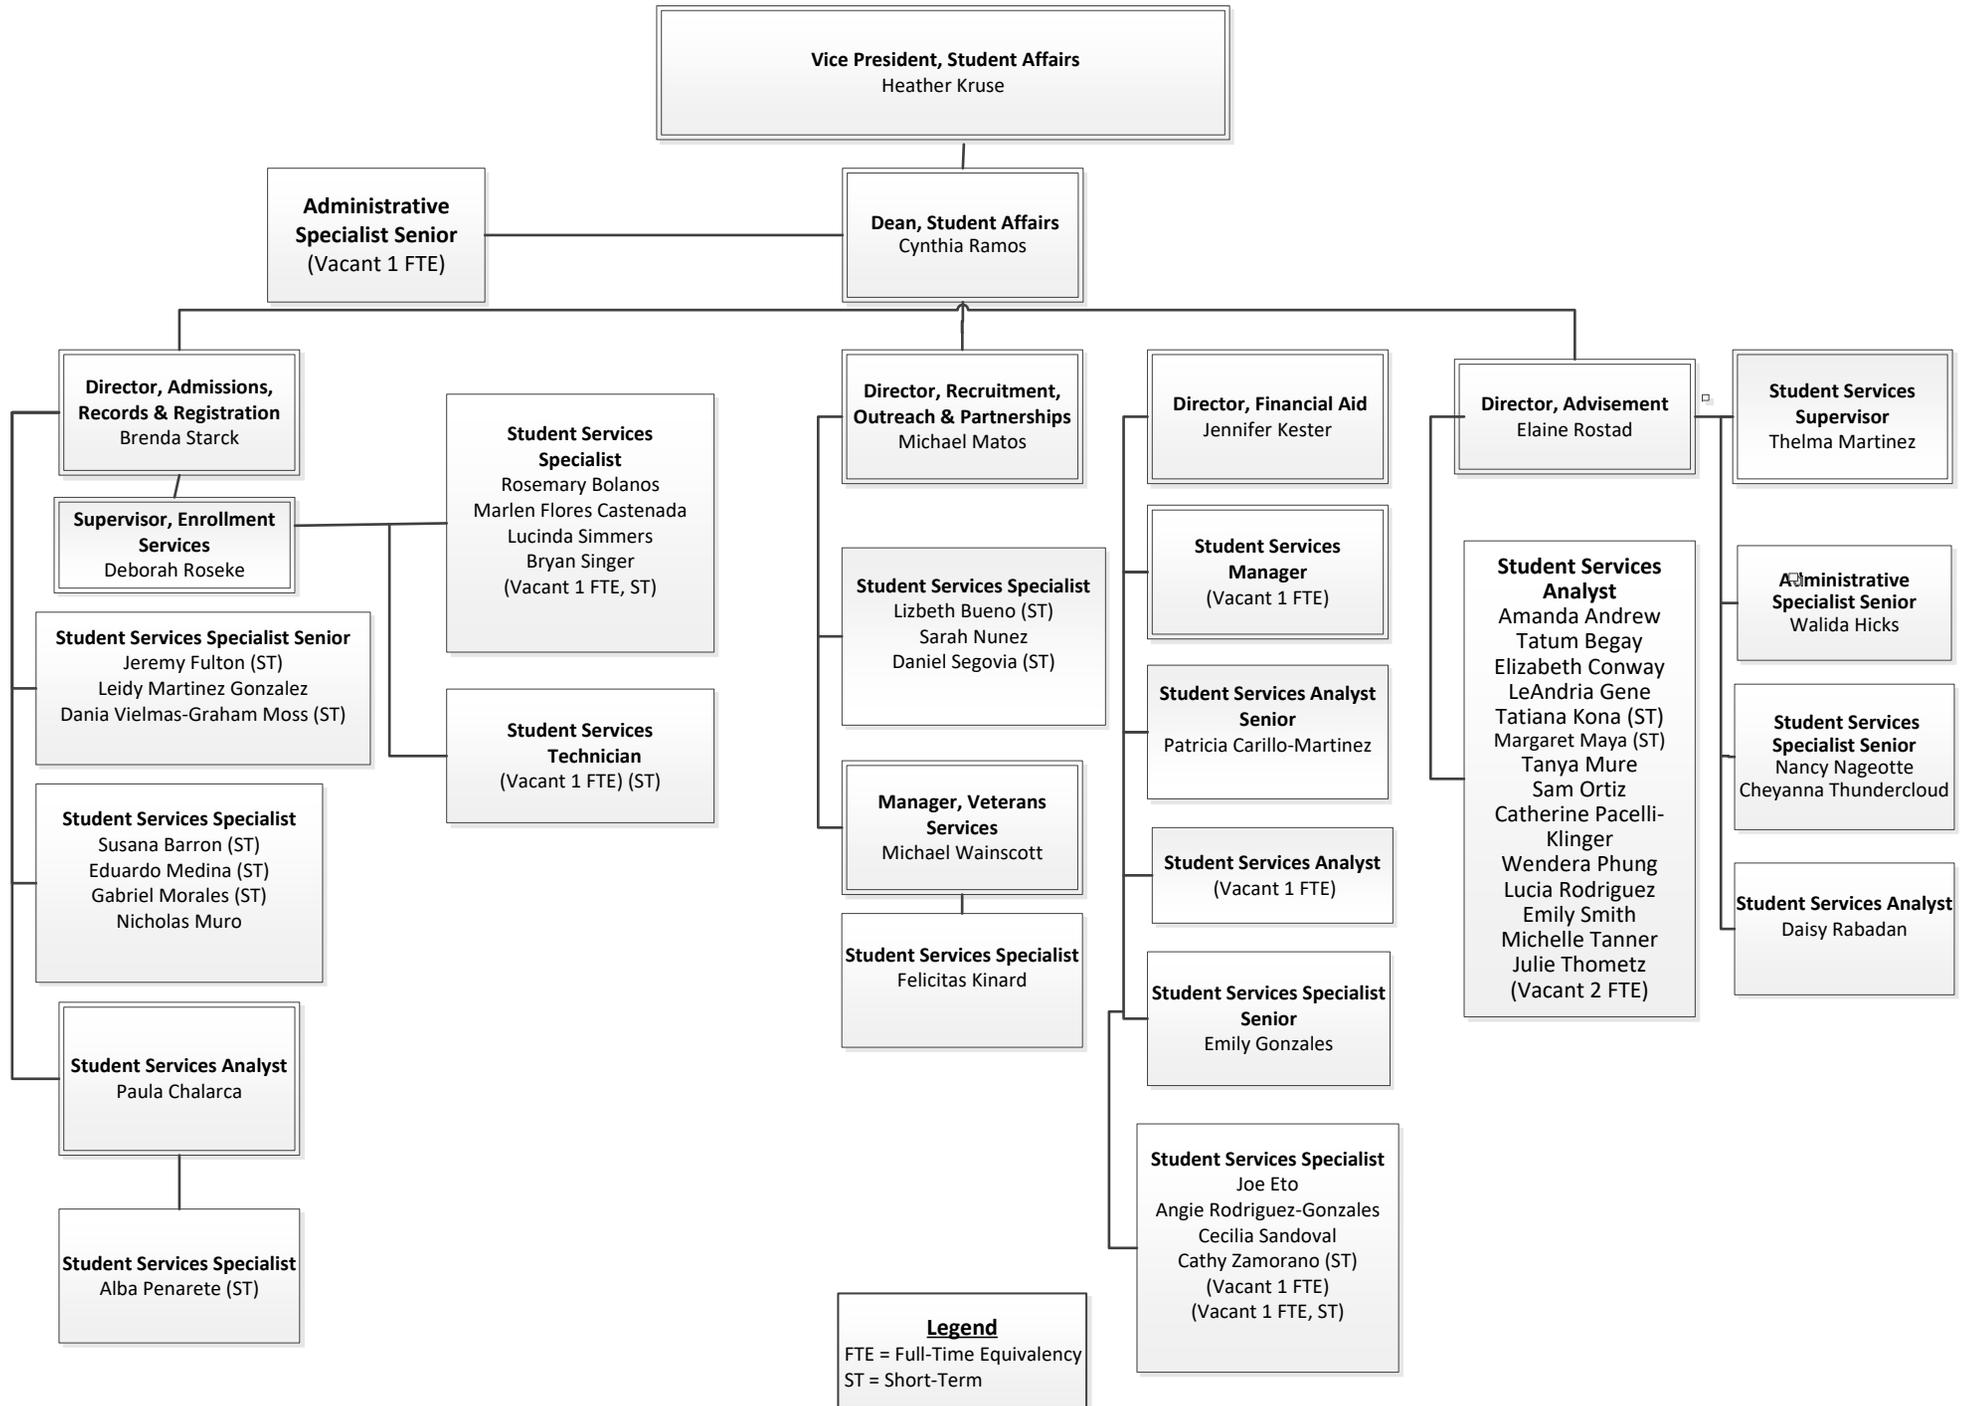 Vice President, Student Affairs
Heather Kruse
Administrative
Specialist Senior
(Vacant 1 FTE)
Dean, Student Affairs
Cynthia Ramos
Director, Admissions,
Records & Registration
Brenda Starck
Supervisor, Enrollment
Services
Deborah Roseke
Student Services
Specialist
Rosemary Bolanos
Marlen Flores Castenada
Lucinda Simmers
Bryan Singer
(Vacant 1 FTE, ST)
Student Services
Technician
(Vacant 1 FTE) (ST)
Student Services Specialist Senior
Jeremy Fulton (ST)
Leidy Martinez Gonzalez
Dania Vielmas-Graham Moss (ST)
Student Services Specialist
Susana Barron (ST)
Eduardo Medina (ST)
Gabriel Morales (ST)
Nicholas Muro
Student Services Analyst
Paula Chalarca
Student Services Specialist
Alba Penarete (ST)
Director, Recruitment,
Outreach & Partnerships
Michael Matos
Student Services Specialist
Lizbeth Bueno (ST)
Sarah Nunez
Daniel Segovia (ST)
Manager, Veterans
Services
Michael Wainscott
Student Services Specialist
Felicitas Kinard
Director, Financial Aid
Jennifer Kester
Student Services
Manager
(Vacant 1 FTE)
Student Services Analyst
Senior
Patricia Carillo-Martinez
Student Services Analyst
(Vacant 1 FTE)
Student Services Specialist
Senior
Emily Gonzales
Student Services Specialist
Joe Eto
Angie Rodriguez-Gonzales
Cecilia Sandoval
Cathy Zamorano (ST)
(Vacant 1 FTE)
(Vacant 1 FTE, ST)
Director, Advisement
Elaine Rostad
Student Services
Analyst
Amanda Andrew
Tatum Begay
Elizabeth Conway
LeAndria Gene
Tatiana Kona (ST)
Margaret Maya (ST)
Tanya Mure
Sam Ortiz
Catherine Pacelli-
Klinger
Wendera Phung
Lucia Rodriguez
Emily Smith
Michelle Tanner
Julie Thometz
(Vacant 2 FTE)
Student Services
Supervisor
Thelma Martinez
Administrative
Specialist Senior
Walida Hicks
Student Services
Specialist Senior
Nancy Nageotte
Cheyanna Thundercloud
Student Services Analyst
Daisy Rabadan
Legend
FTE = Full-Time Equivalency
ST = Short-Term